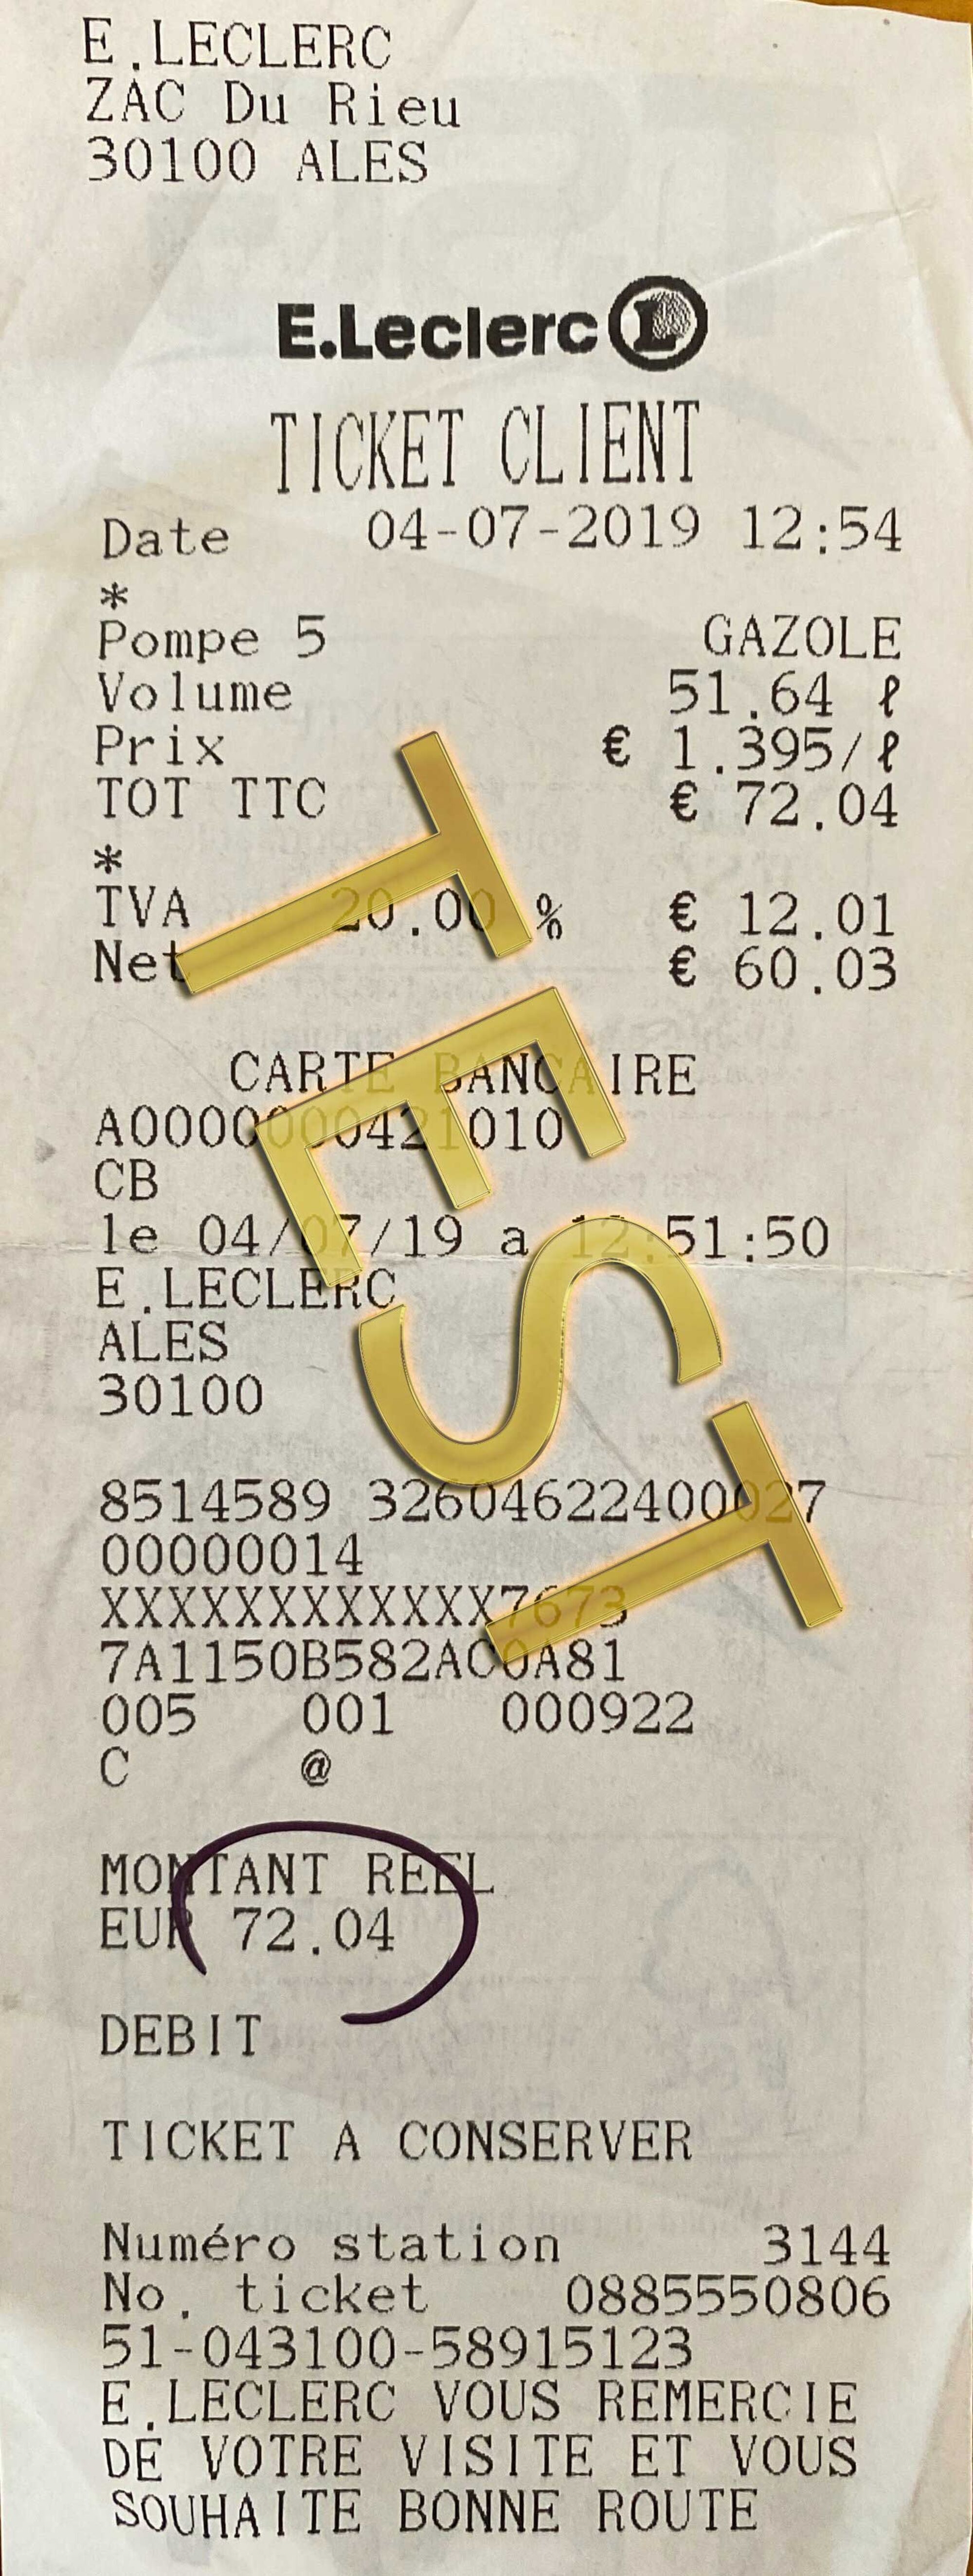 E.LECLERC
ZAC Du Rieu
30100 ALES
E.Leclerc L
TICKET CLIENT
Date 04-07-2019 12:54
*
Pompe 5 GAZOLE
Volume 51.64 ℓ
Prix € 1.395/ℓ
TOT TTC € 72.04
*
TVA 20.00 % € 12.01
Net € 60.03
CARTE BANCAIRE
A0000000421010
CB
le 04/07/19 a 12:51:50
E.LECLERC
ALES
30100
8514589 32604622400027
00000014
XXXXXXXXXXXX7673
7A1150B582AC0A81
005 001 000922
C @
MONTANT REEL
EUR 72.04
DEBIT
TICKET A CONSERVER
Numéro station 3144
No. ticket 0885550806
51-043100-58915123
E.LECLERC VOUS REMERCIE
DE VOTRE VISITE ET VOUS
SOUHAITE BONNE ROUTE
TEST